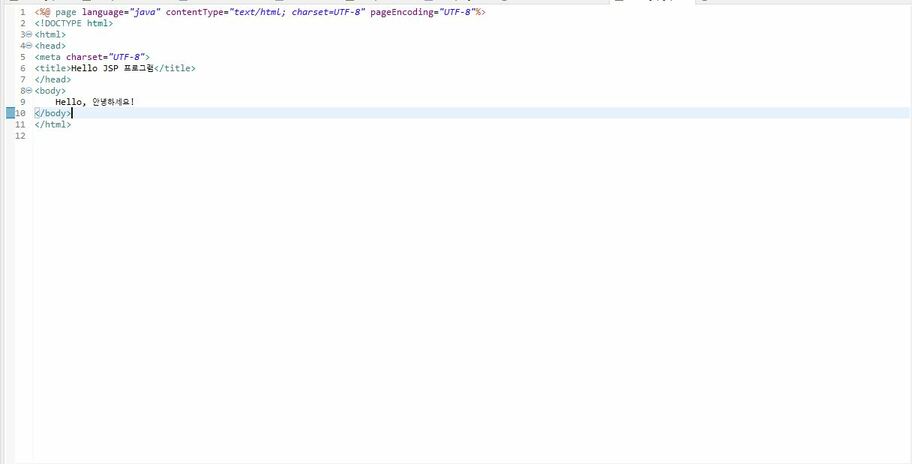 1 <%@ page language="java" contentType="text/html; charset=UTF-8" pageEncoding="UTF-8"%>
2 <!DOCTYPE html>
3 <html>
4 <head>
5 <meta charset="UTF-8">
6 <title>Hello JSP 프로그램</title>
7 </head>
8 <body>
9 Hello, 안녕하세요!
10 </body>
11 </html>
12